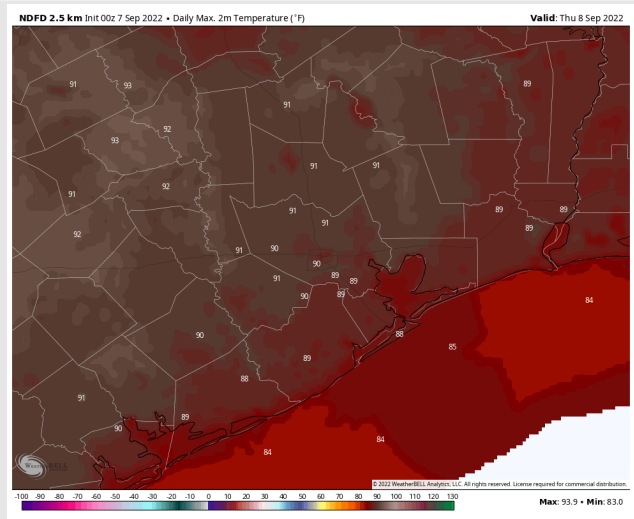 NDFD 2.5 km Init 00z 7 Sep 2022 • Daily Max. 2m Temperature (°F) Valid: Thu 8 Sep 2022
91 93 89
91
93 92
91 91
91 92
91 89 89
92 91 89
91 90
90
91 89 89
90 89 84
90 88
85
89
88
91
89
90
84
84
WeatherBELL
© 2022 WeatherBELL Analytics, LLC. All rights reserved. License required for commercial distribution.
-100 -90 -80 -70 -60 -50 -40 -30 -20 -10 0 10 20 30 40 50 60 70 80 90 100 110 120 130
Max: 93.9 • Min: 83.0